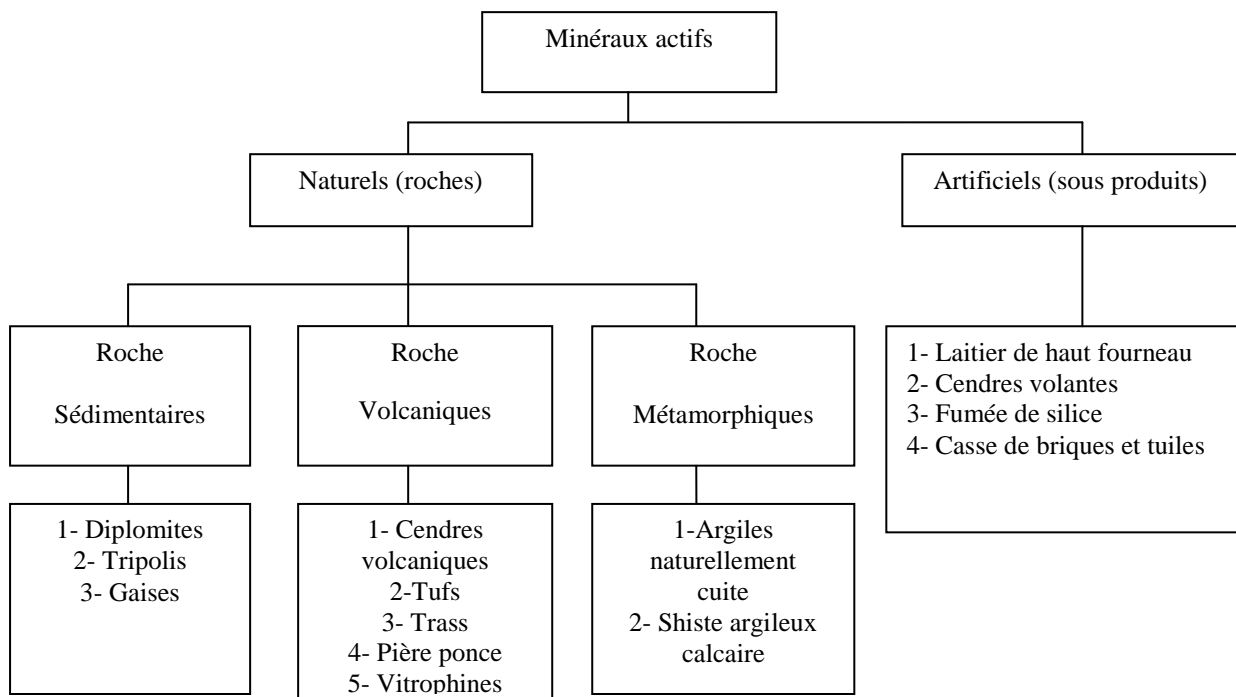 Minéraux actifs
Naturels (roches)
Artificiels (sous produits)
Roche
Sédimentaires
Roche
Volcaniques
Roche
Métamorphiques
1- Laitier de haut fourneau
2- Cendres volantes
3- Fumée de silice
4- Casse de briques et tuiles
1- Diplomites
2- Tripolis
3- Gaises
1- Cendres
volcaniques
2-Tufs
3- Trass
4- Pière ponce
5- Vitrophines
1-Argiles
naturellement
cuite
2- Shiste argileux
calcaire